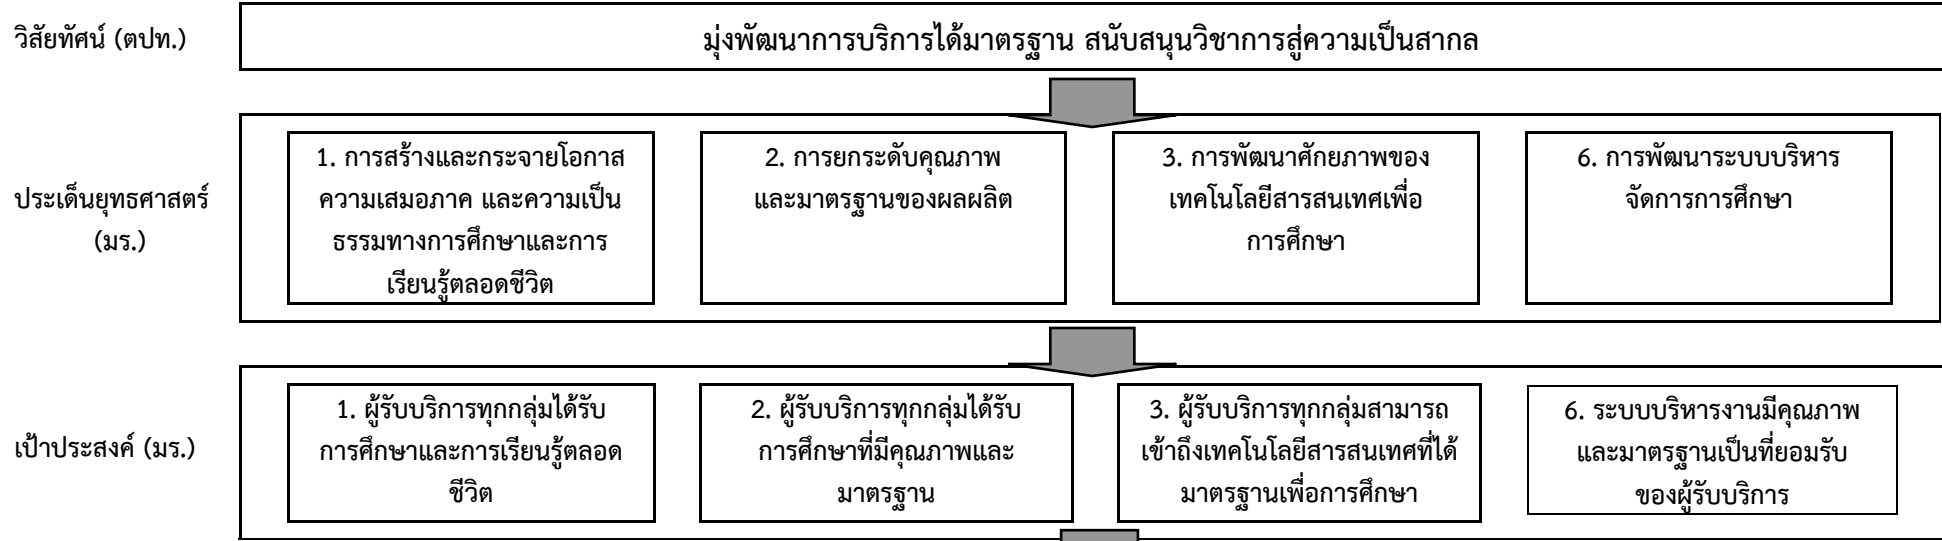 วิสัยทัศน์ (ตปท.)
มุ่งพัฒนาการบริการได้มาตรฐาน สนับสนุนวิชาการสู่ความเป็นสากล
ประเด็นยุทธศาสตร์
(มร.)
1. การสร้างและกระจายโอกาส
ความเสมอภาค และความเป็น
ธรรมทางการศึกษาและการ
เรียนรู้ตลอดชีวิต
2. การยกระดับคุณภาพ
และมาตรฐานของผลผลิต
3. การพัฒนาศักยภาพของ
เทคโนโลยีสารสนเทศเพื่อ
การศึกษา
6. การพัฒนาระบบบริหาร
จัดการการศึกษา
เป้าประสงค์ (มร.)
1. ผู้รับบริการทุกกลุ่มได้รับ
การศึกษาและการเรียนรู้ตลอด
ชีวิต
2. ผู้รับบริการทุกกลุ่มได้รับ
การศึกษาที่มีคุณภาพและ
มาตรฐาน
3. ผู้รับบริการทุกกลุ่มสามารถ
เข้าถึงเทคโนโลยีสารสนเทศที่ได้
มาตรฐานเพื่อการศึกษา
6. ระบบบริหารงานมีคุณภาพ
และมาตรฐานเป็นที่ยอมรับ
ของผู้รับบริการ